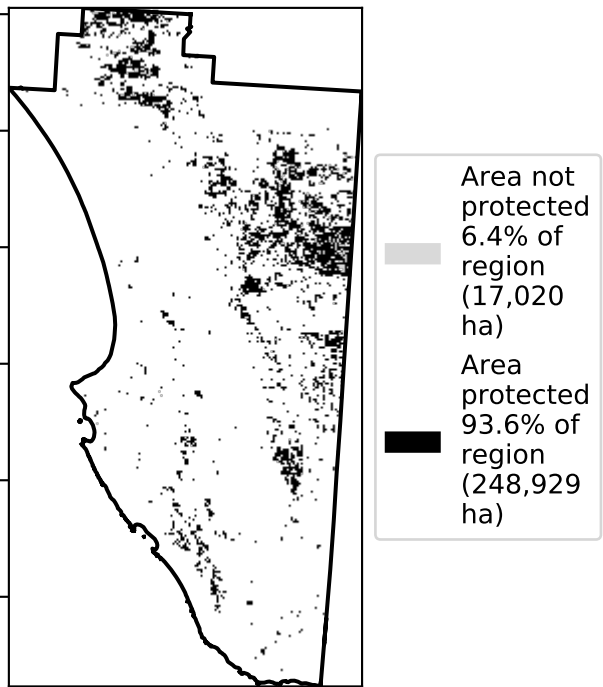 Area not
protected
6.4% of
region
(17,020
ha)
Area
protected
93.6% of
region
(248,929
ha)